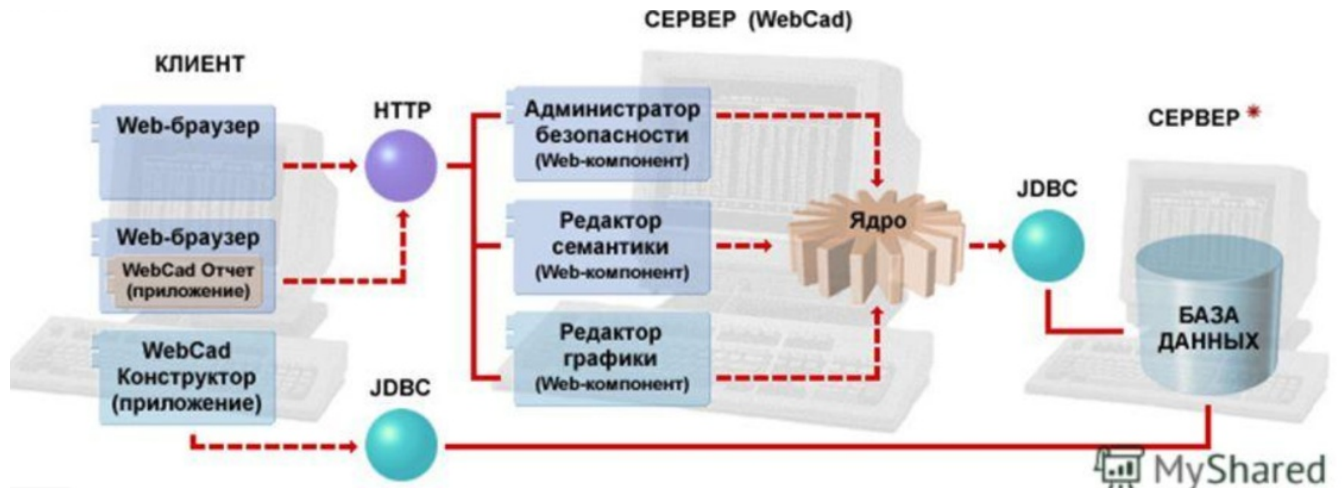 СЕРВЕР (WebCad)
КЛИЕНТ
HTTP
СЕРВЕР *
Web-браузер
Web-браузер
WebCad Отчет
(приложение)
WebCad
Конструктор
(приложение)
JDBC
Администратор
безопасности
(Web-компонент)
Редактор
семантики
(Web-компонент)
Редактор
графики
(Web-компонент)
Ядро
JDBC
БАЗА
ДАННЫХ
MyShared